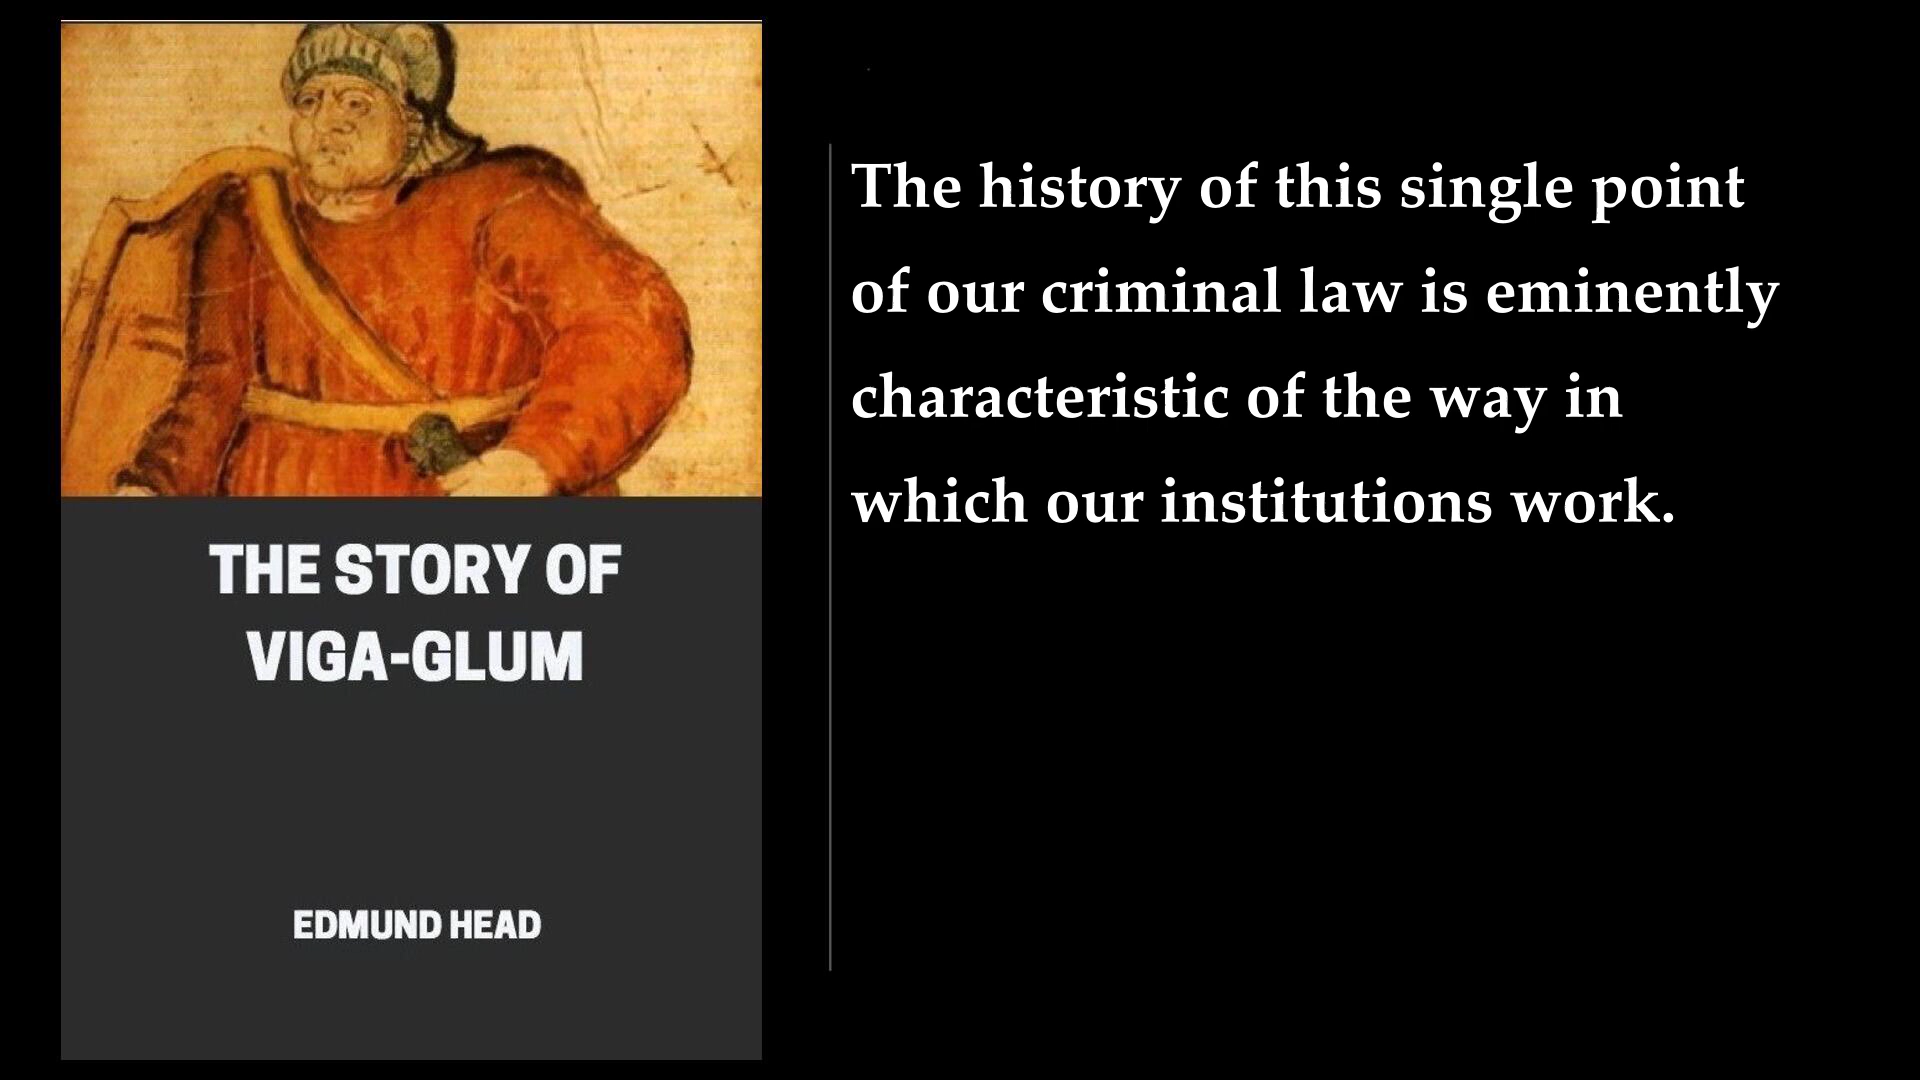 THE STORY OF
VIGA-GLUM
EDMUND HEAD
The history of this single point
of our criminal law is eminently
characteristic of the way in
which our institutions work.